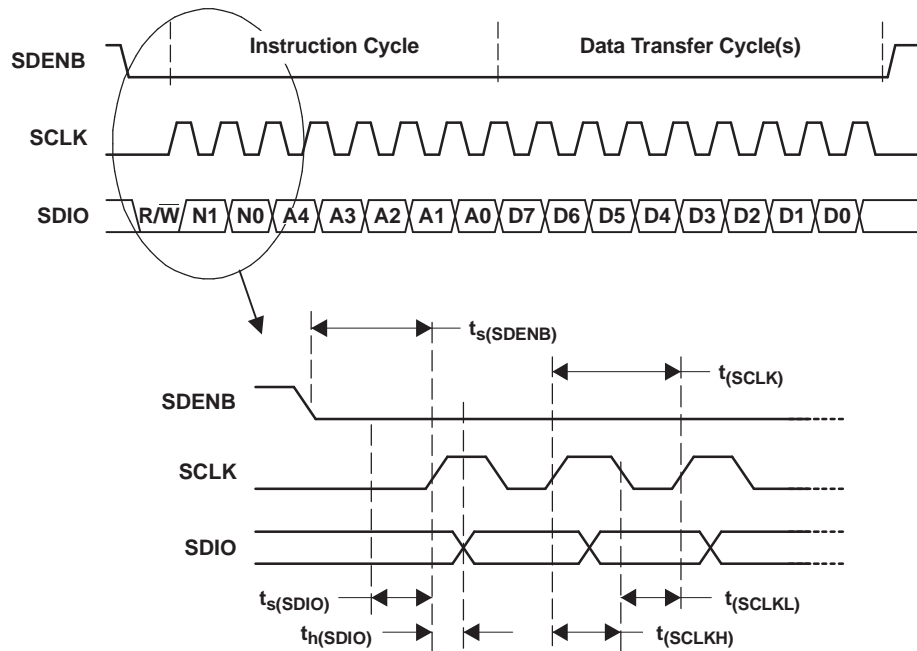 Instruction Cycle Data Transfer Cycle(s)
SDENB
SCLK
SDIO R/W̅ N1 N0 A4 A3 A2 A1 A0 D7 D6 D5 D4 D3 D2 D1 D0
ts(SDENB)
t(SCLK)
SDENB
SCLK
SDIO
ts(SDIO) t(SCLKL)
th(SDIO) t(SCLKH)